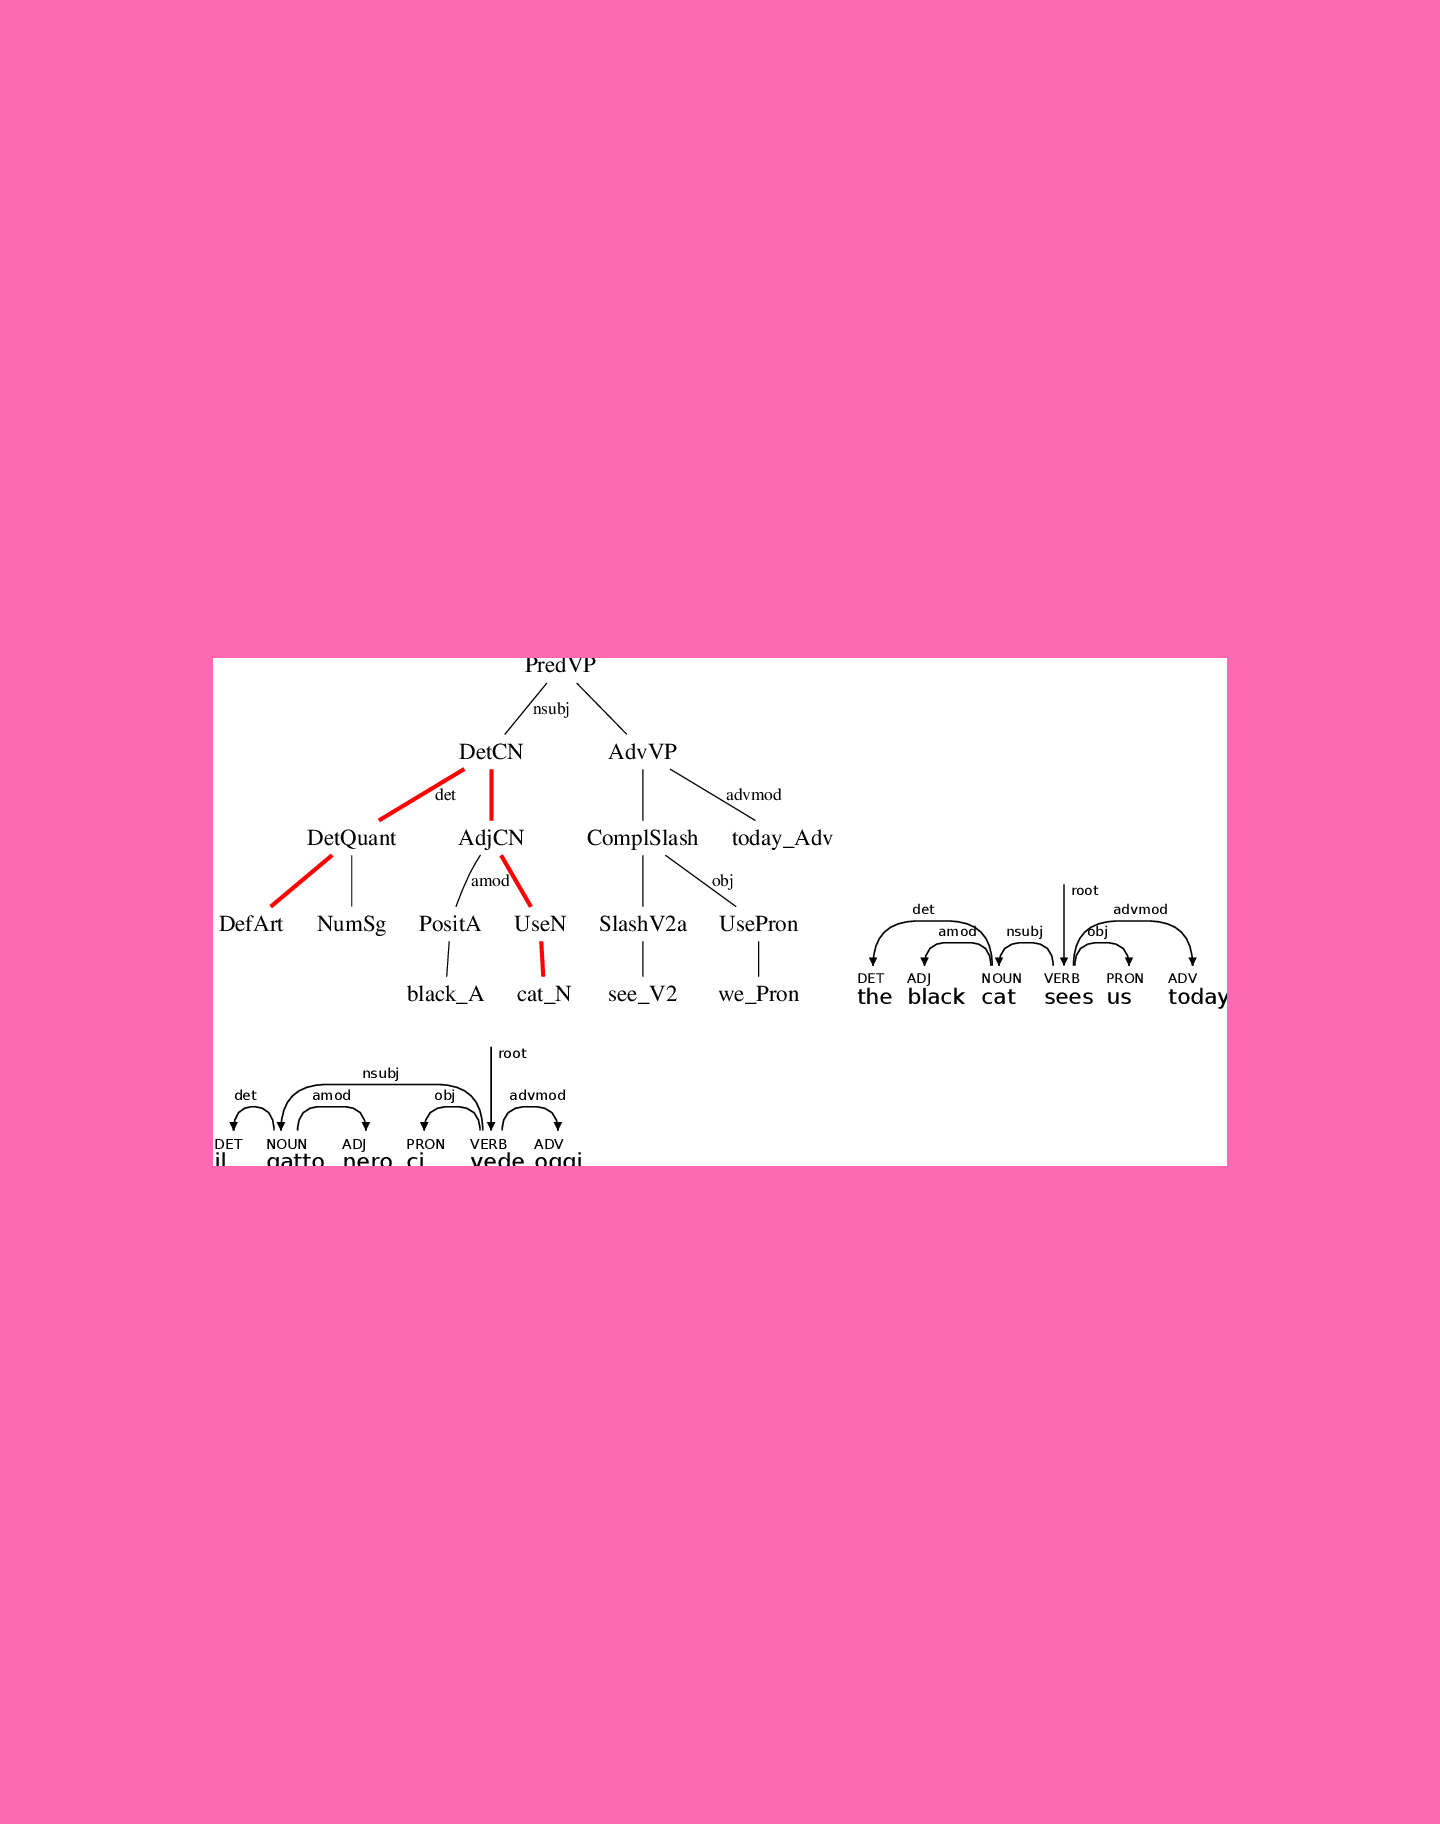 PredVP
nsubj
DetCN AdvVP
det advmod
DetQuant AdjCN ComplSlash today_Adv
amod obj
DefArt NumSg PositA UseN SlashV2a UsePron
black_A cat_N see_V2 we_Pron
root
det advmod
amod nsubj obj
DET ADJ NOUN VERB PRON ADV
the black cat sees us today
root
nsubj
det amod obj advmod
DET NOUN ADJ PRON VERB ADV
il gatto nero ci vede oggi